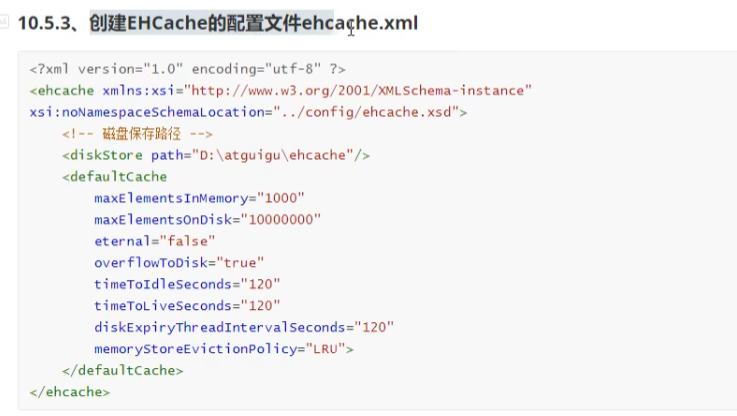 10.5.3、创建EHCache的配置文件ehcache.xml
<?xml version="1.0" encoding="utf-8" ?>
<ehcache xmlns:xsi="http://www.w3.org/2001/XMLSchema-instance"
xsi:noNamespaceSchemaLocation="../config/ehcache.xsd">
<!-- 磁盘保存路径 -->
<diskStore path="D:\atguigu\ehcache"/>
<defaultCache
maxElementsInMemory="1000"
maxElementsOnDisk="10000000"
eternal="false"
overflowToDisk="true"
timeToIdleSeconds="120"
timeToLiveSeconds="120"
diskExpiryThreadIntervalSeconds="120"
memoryStoreEvictionPolicy="LRU">
</defaultCache>
</ehcache>